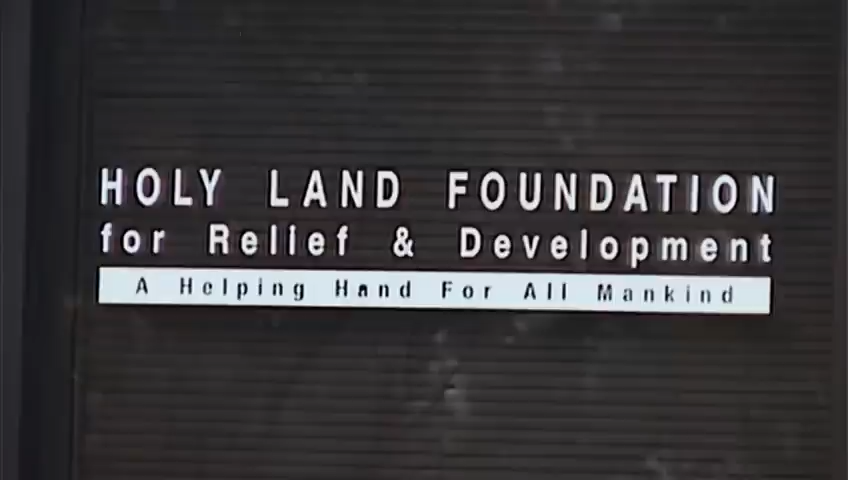 HOLY LAND FOUNDATION
for Relief & Development
A Helping Hand For All Mankind